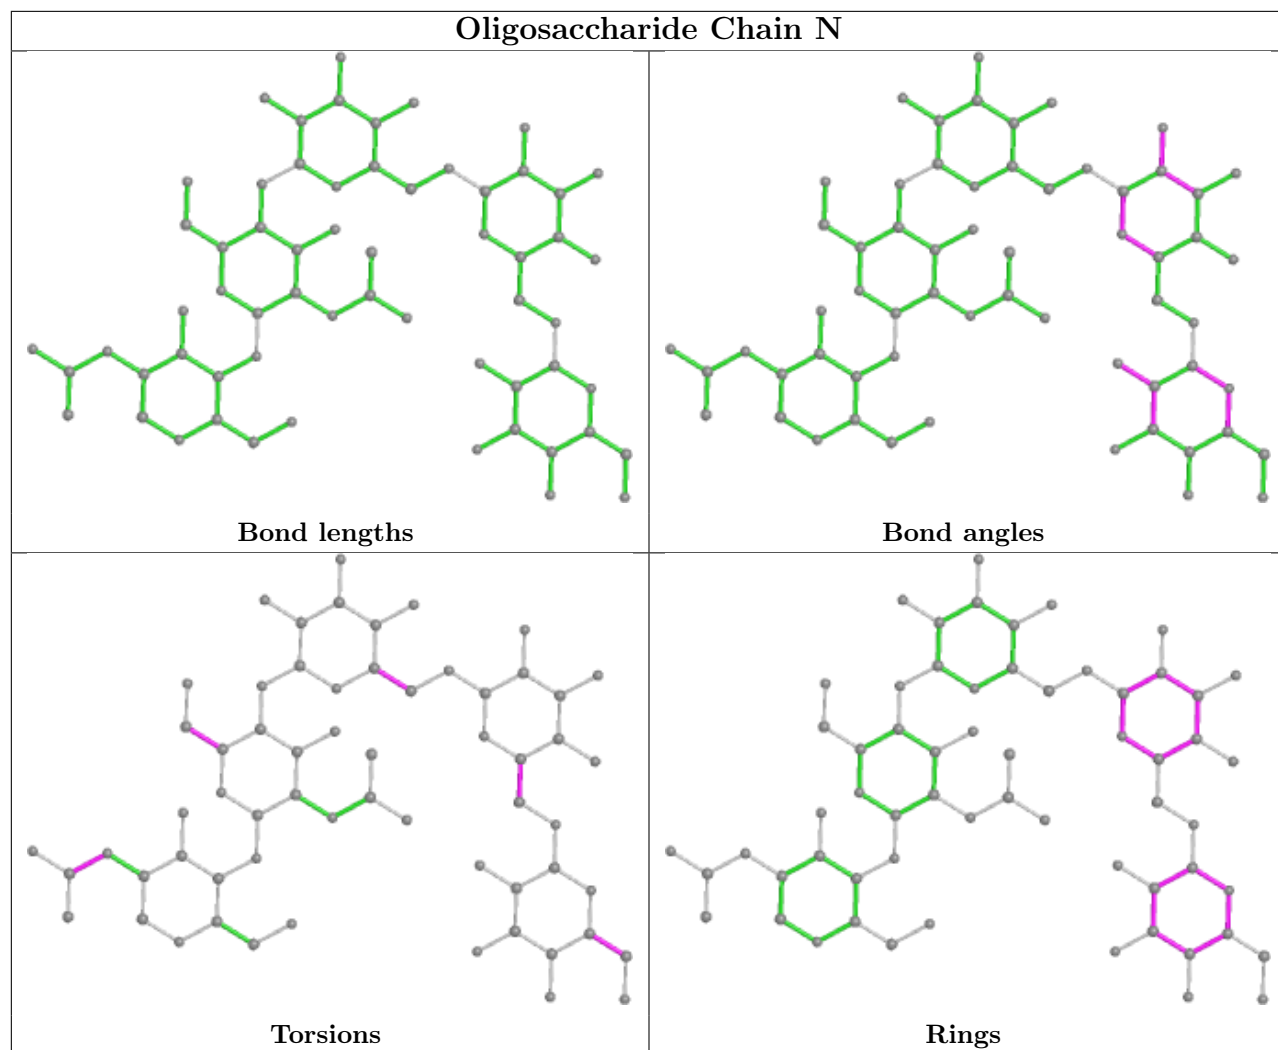 Oligosaccharide Chain N
Bond lengths
Bond angles
Torsions
Rings